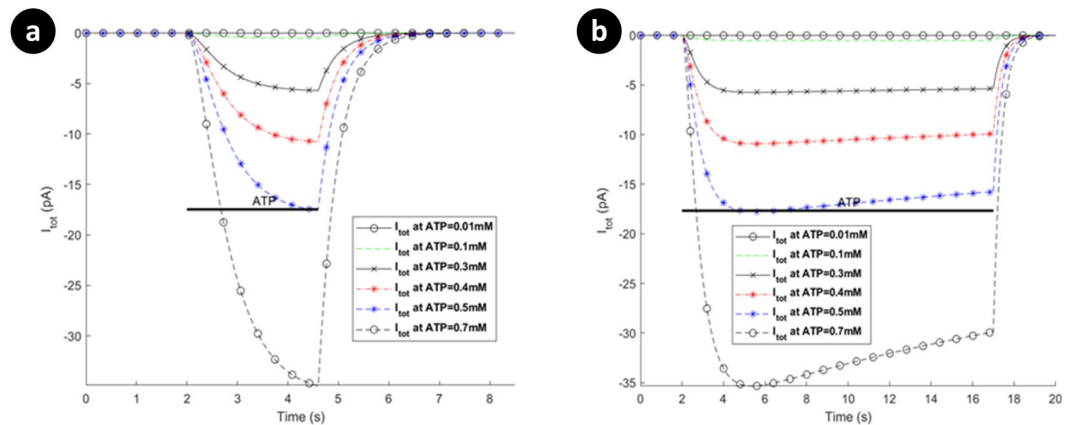 a
0
-5
-10
-15
-20
-25
-30
I_tot (pA)
0 1 2 3 4 5 6 7 8
Time (s)
ATP
I_tot at ATP=0.01mM
I_tot at ATP=0.1mM
I_tot at ATP=0.3mM
I_tot at ATP=0.4mM
I_tot at ATP=0.5mM
I_tot at ATP=0.7mM
b
0
-5
-10
-15
-20
-25
-30
-35
I_tot (pA)
0 2 4 6 8 10 12 14 16 18 20
Time (s)
ATP
I_tot at ATP=0.01mM
I_tot at ATP=0.1mM
I_tot at ATP=0.3mM
I_tot at ATP=0.4mM
I_tot at ATP=0.5mM
I_tot at ATP=0.7mM